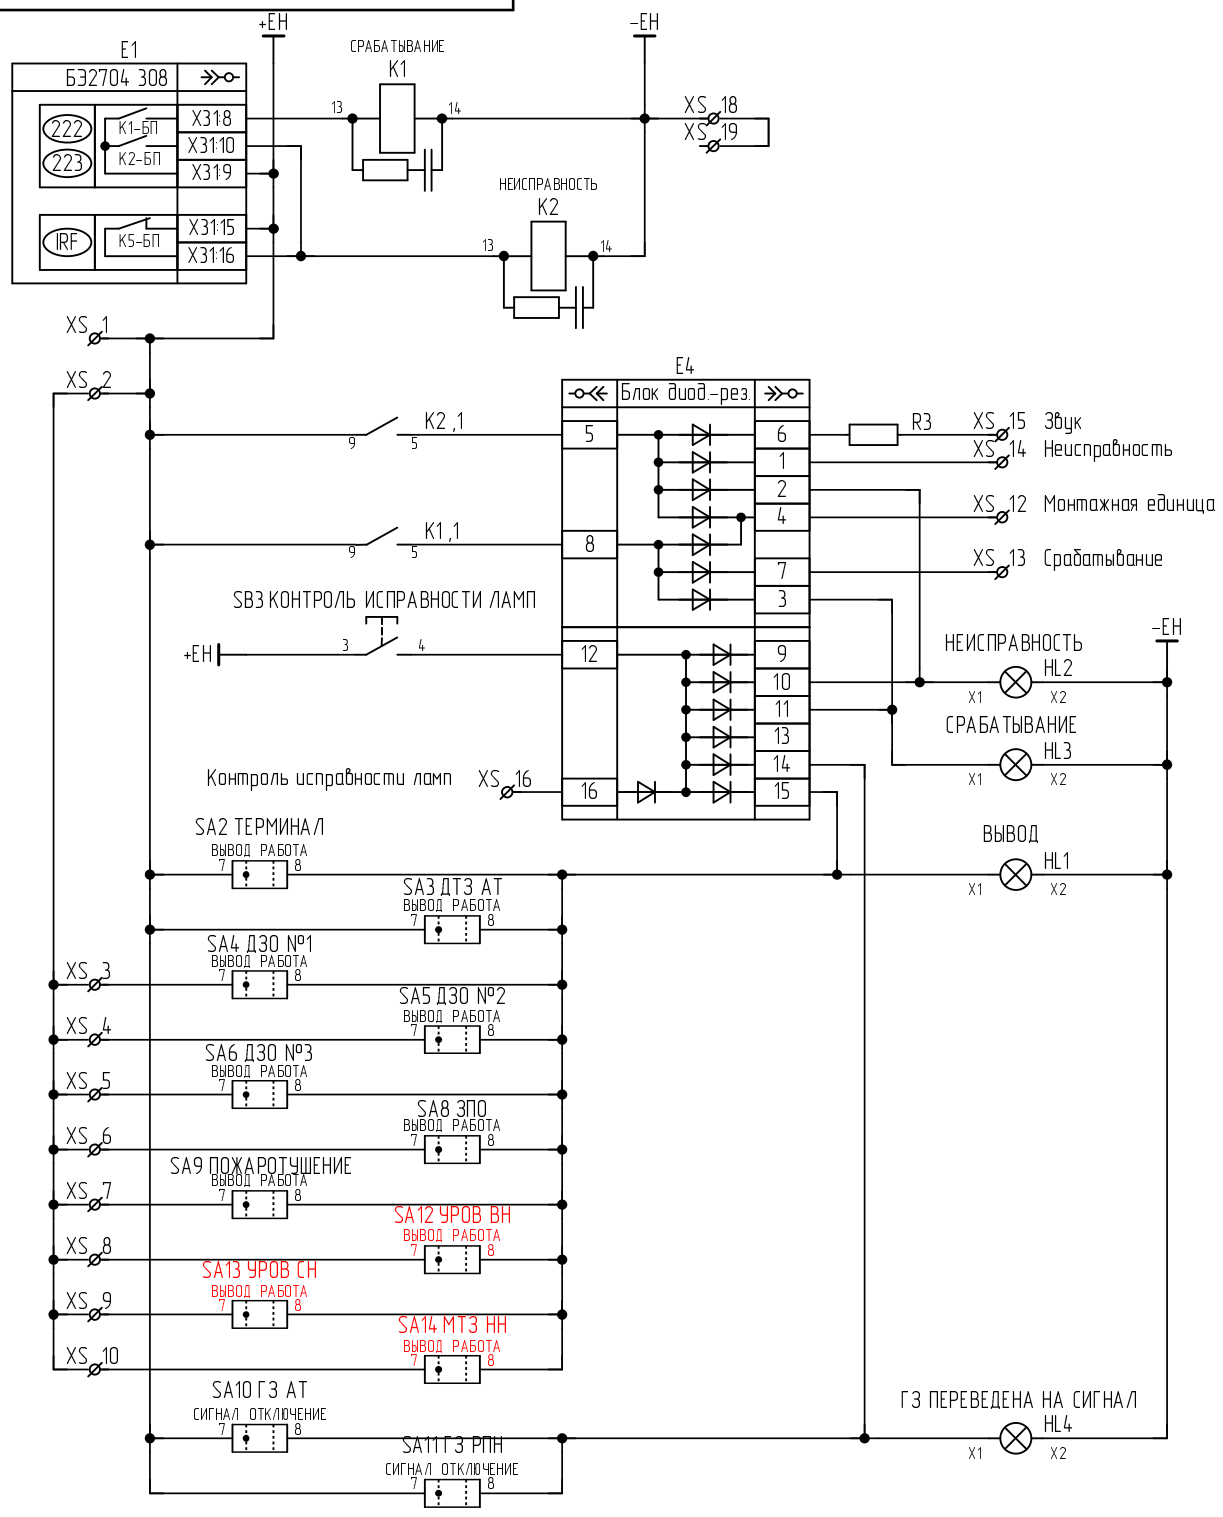 +ЕН
–ЕН
СРАБАТЫВАНИЕ
E1
K1
БЭ2704 308
13
14
XS 18
222
К1-БП
X31:8
XS 19
К2-БП
X31:10
223
X31:9
НЕИСПРАВНОСТЬ
K2
IRF
К5-БП
X31:15
13
14
X31:16
XS 1
XS 2
E4
Блок диод.-рез.
K2,1
9
5
5
6
R3
XS 15 Звук
1
XS 14 Неисправность
2
4
XS 12 Монтажная единица
K1,1
9
5
8
7
XS 13 Срабатывание
3
SB3 КОНТРОЛЬ ИСПРАВНОСТИ ЛАМП
–ЕН
+ЕН
3
4
12
9
НЕИСПРАВНОСТЬ
HL2
10
X1
X2
11
СРАБАТЫВАНИЕ
13
HL3
14
X1
X2
Контроль исправности ламп
XS 16
16
15
SA2 ТЕРМИНАЛ
ВЫВОД РАБОТА
7
8
ВЫВОД
HL1
X1
X2
SA3 ДТЗ АТ
ВЫВОД РАБОТА
7
8
SA4 ДЗО №1
ВЫВОД РАБОТА
XS 3
7
8
SA5 ДЗО №2
ВЫВОД РАБОТА
XS 4
7
8
SA6 ДЗО №3
ВЫВОД РАБОТА
XS 5
7
8
SA8 ЗПО
ВЫВОД РАБОТА
XS 6
7
8
SA9 ПОЖАРОТУШЕНИЕ
ВЫВОД РАБОТА
XS 7
7
8
SA12 УРОВ ВН
ВЫВОД РАБОТА
XS 8
7
8
SA13 УРОВ СН
ВЫВОД РАБОТА
XS 9
7
8
SA14 МТЗ НН
ВЫВОД РАБОТА
XS 10
7
8
SA10 ГЗ АТ
СИГНАЛ ОТКЛЮЧЕНИЕ
7
8
ГЗ ПЕРЕВЕДЕНА НА СИГНАЛ
HL4
X1
X2
SA11 ГЗ РПН
СИГНАЛ ОТКЛЮЧЕНИЕ
7
8